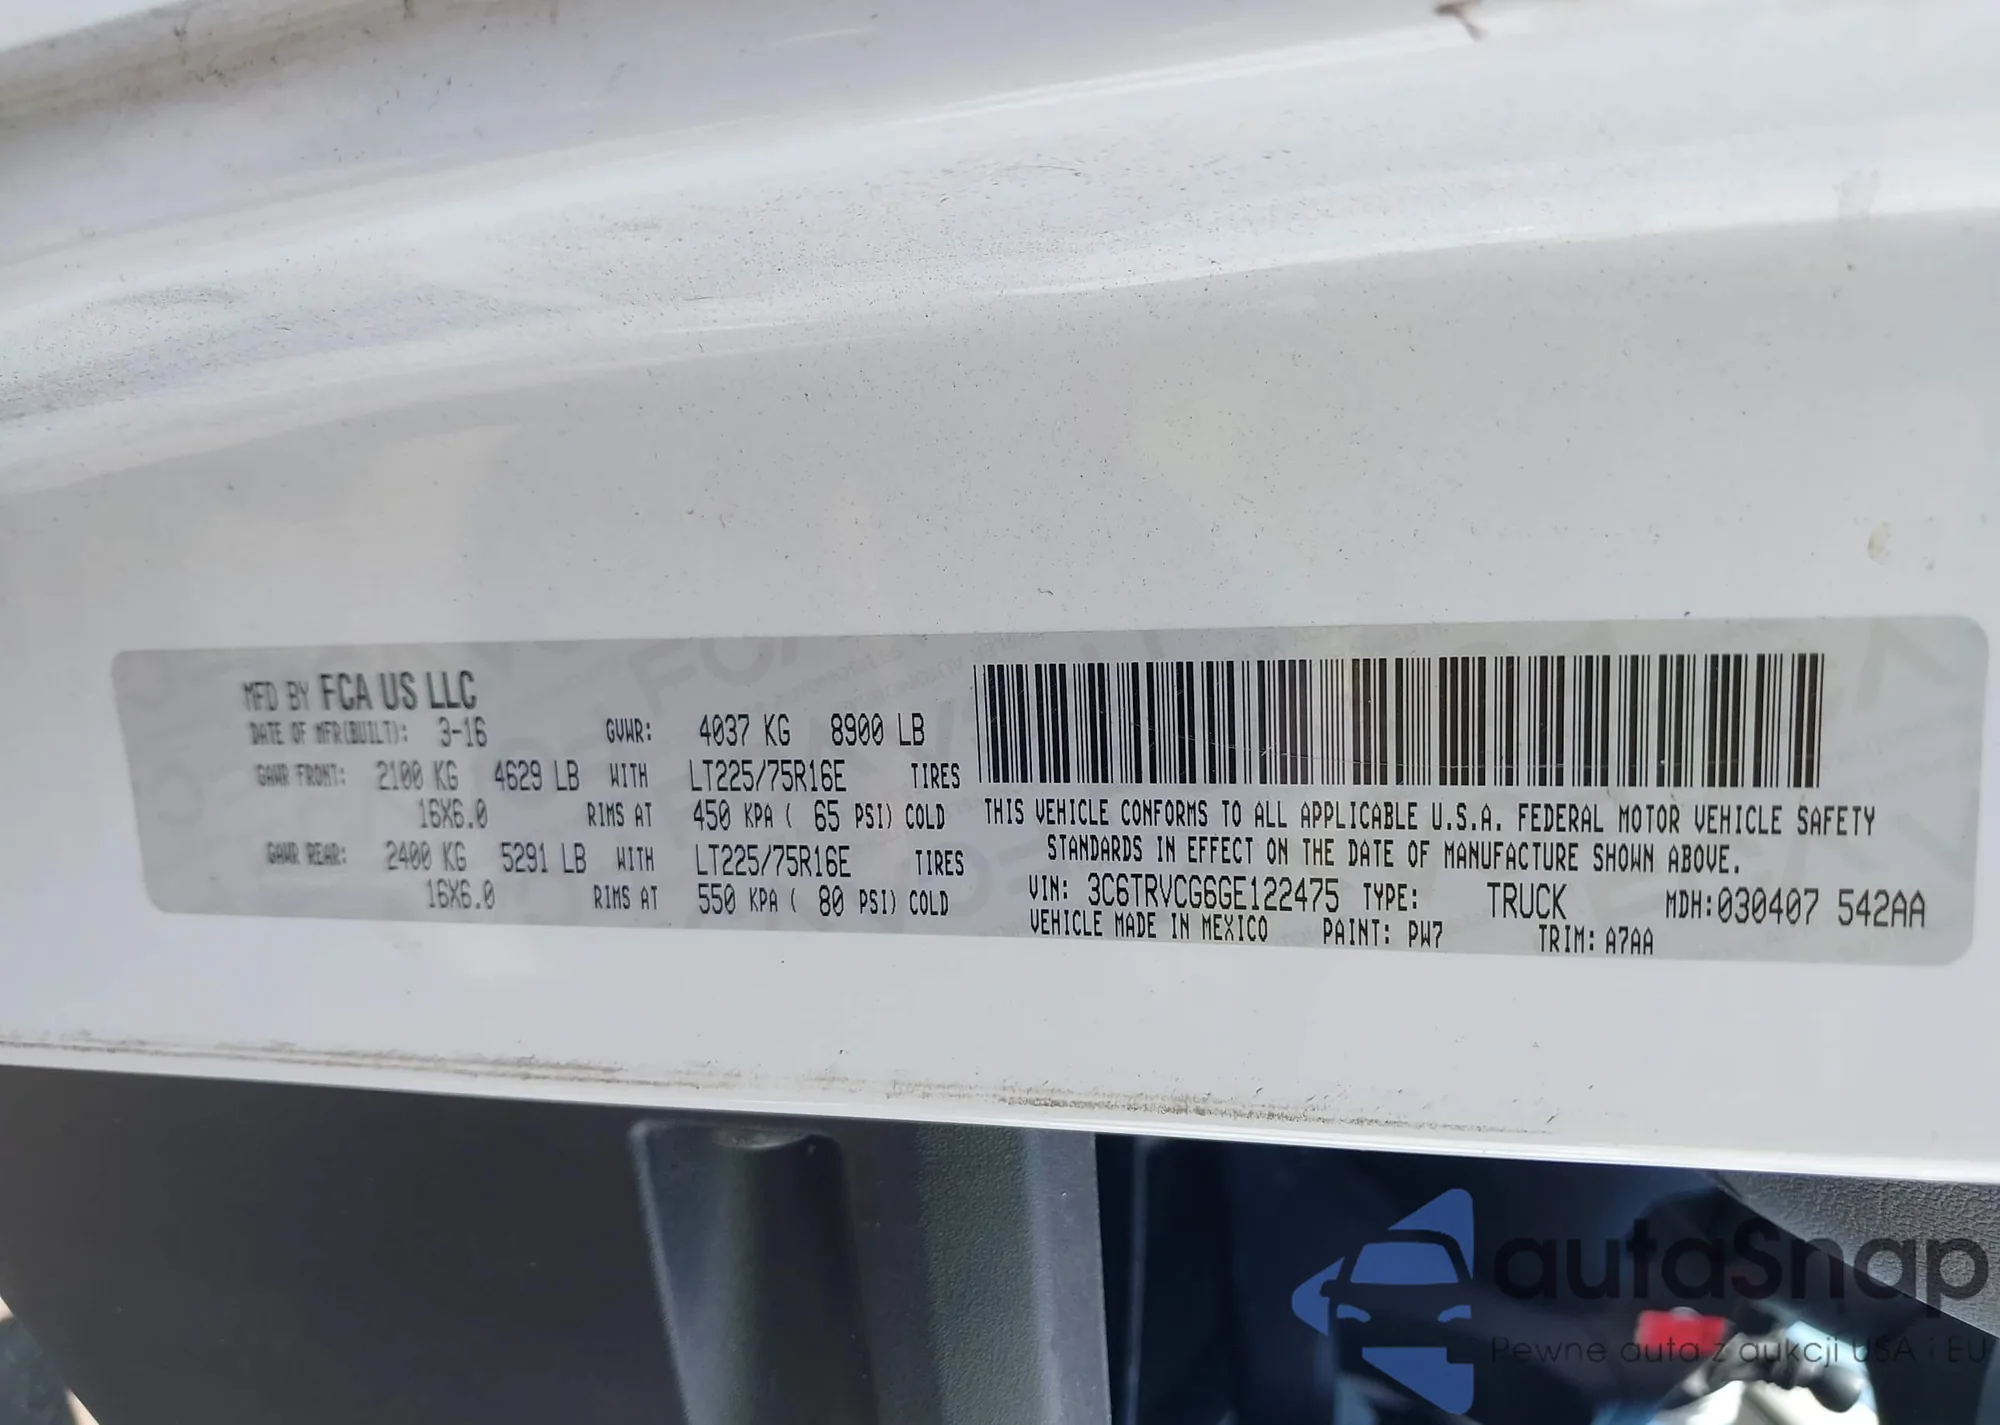 MFD BY FCA US LLC
DATE OF MFR(BUILT): 3-16 GVWR: 4037 KG 8900 LB
GAWR FRONT: 2100 KG 4629 LB WITH LT225/75R16E TIRES
16X6.0 RIMS AT 450 KPA ( 65 PSI) COLD
GAWR REAR: 2400 KG 5291 LB WITH LT225/75R16E TIRES
16X6.0 RIMS AT 550 KPA ( 80 PSI) COLD
THIS VEHICLE CONFORMS TO ALL APPLICABLE U.S.A. FEDERAL MOTOR VEHICLE SAFETY
STANDARDS IN EFFECT ON THE DATE OF MANUFACTURE SHOWN ABOVE.
VIN: 3C6TRVCG6GE122475 TYPE: TRUCK MDH:030407 542AA
VEHICLE MADE IN MEXICO PAINT: PW7 TRIM: A7AA
autaSnap
Pewne auta z aukcji USA i EU